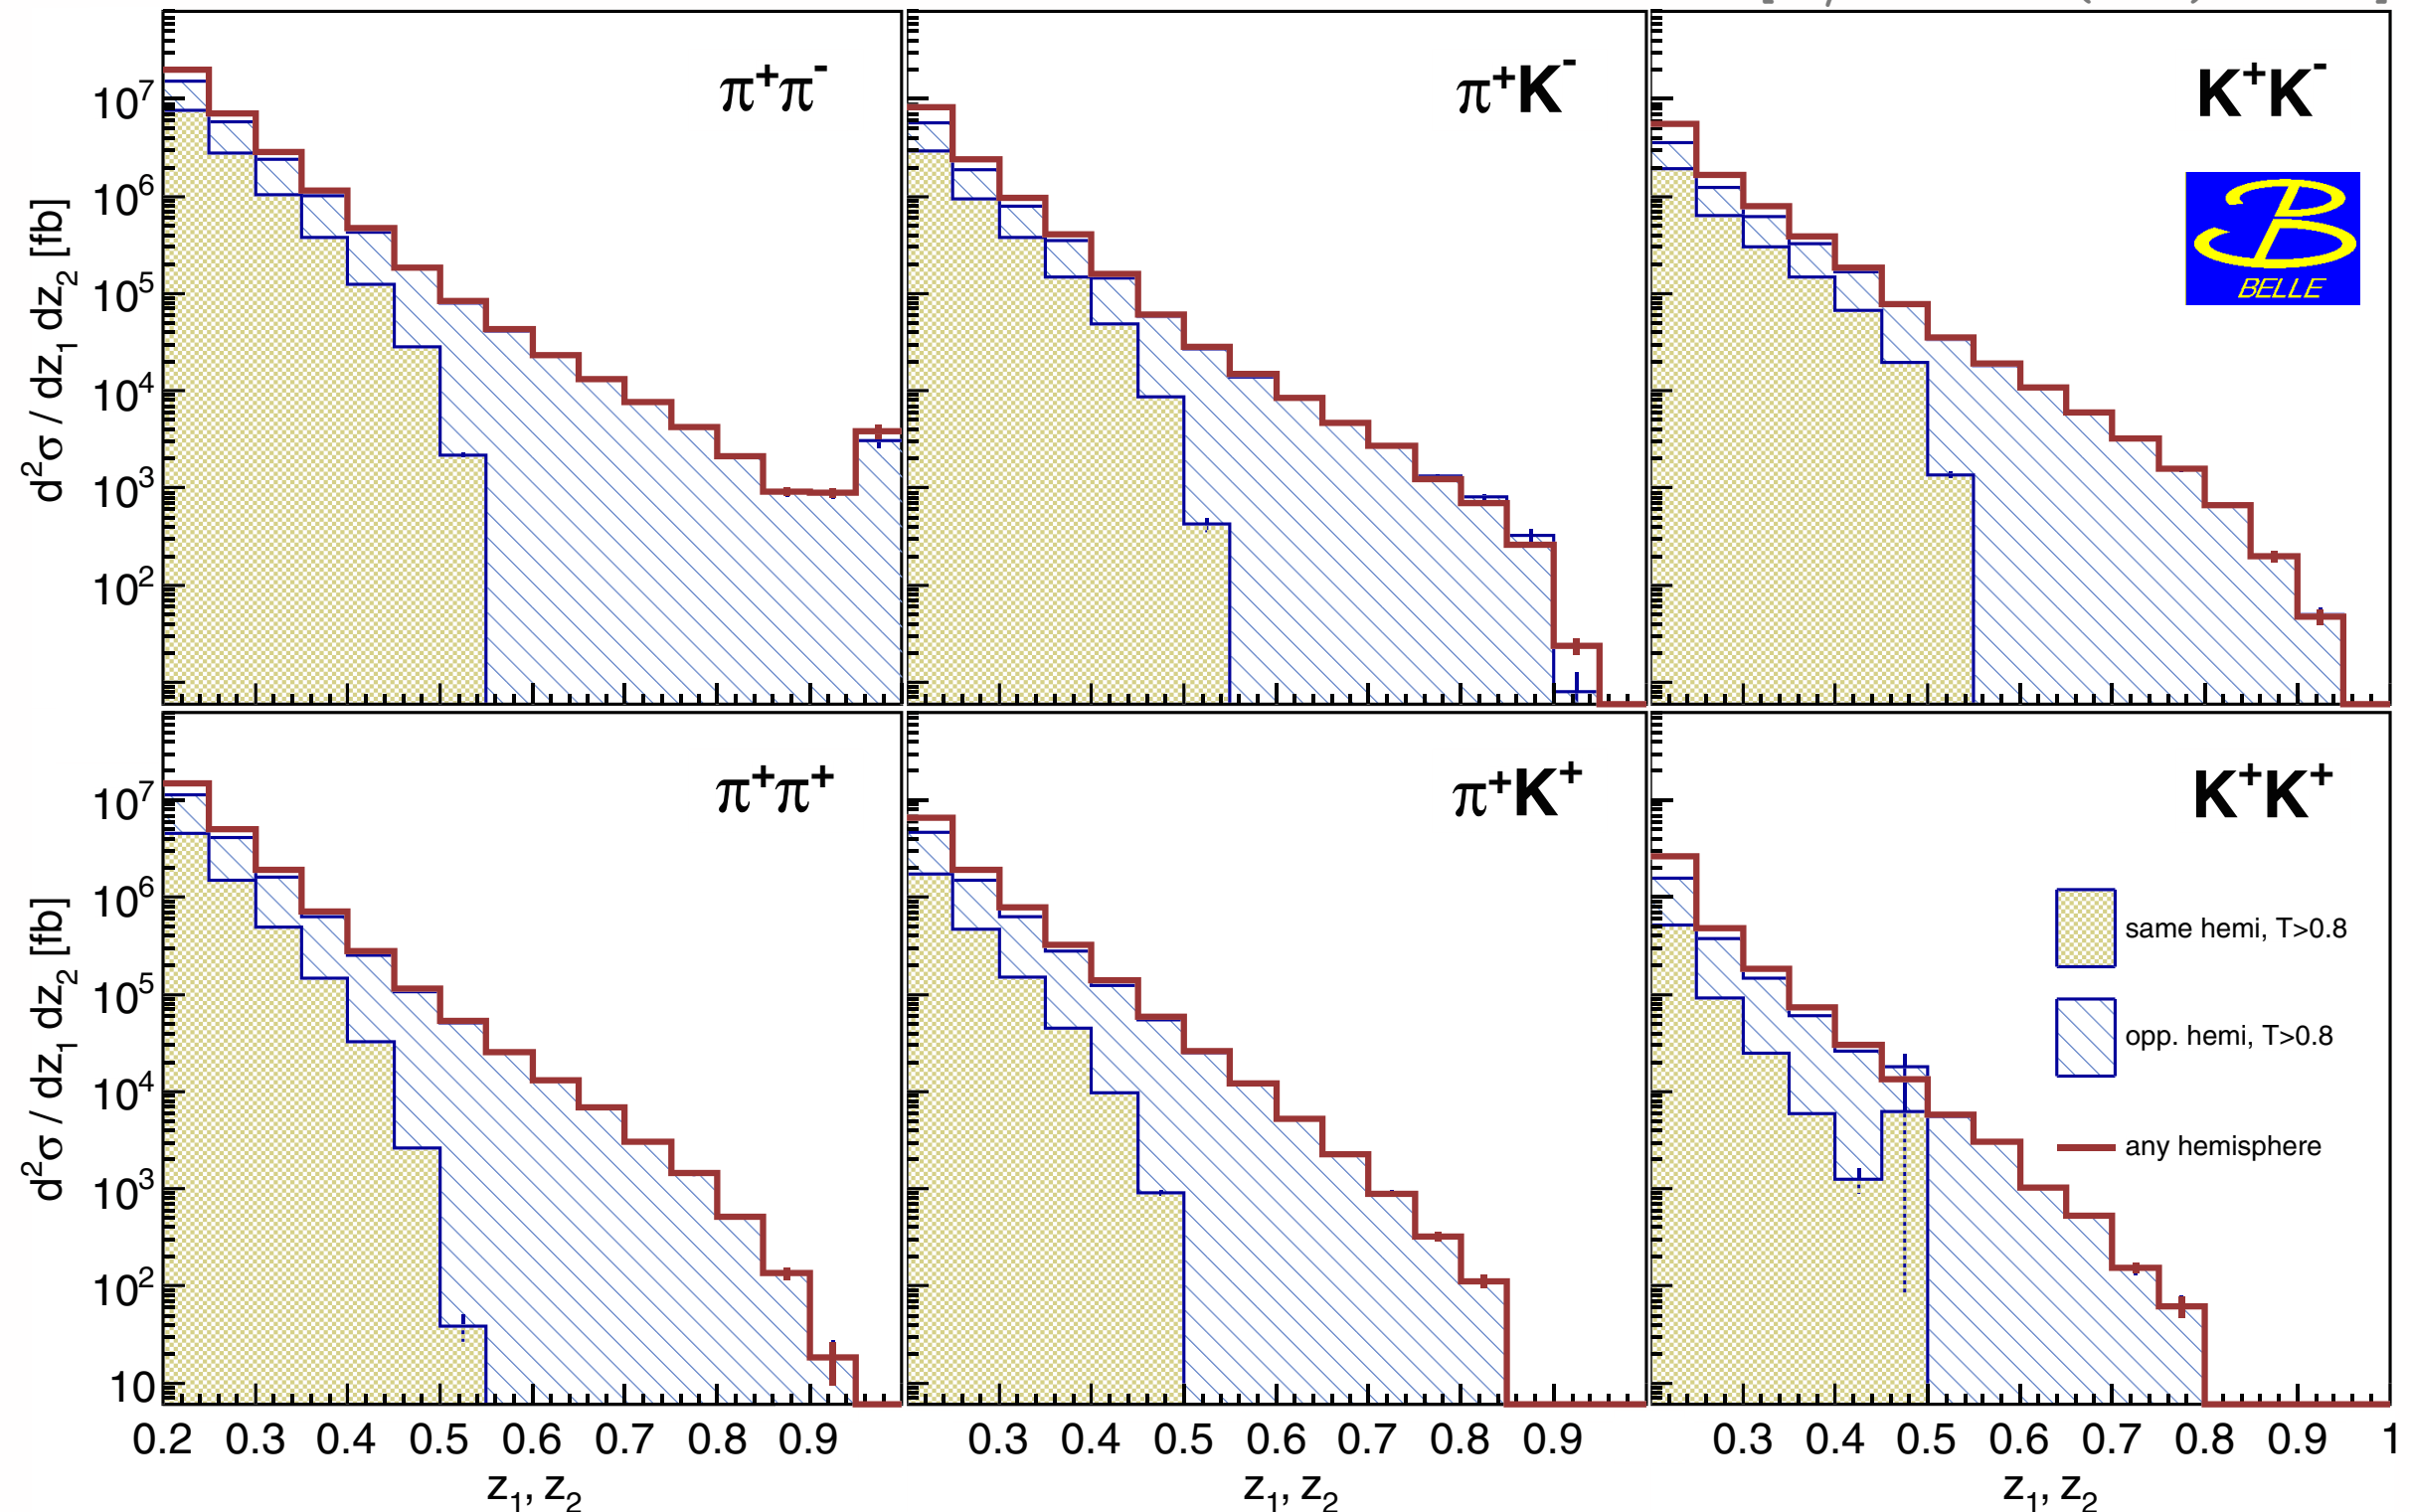 π⁺π⁻
π⁺K⁻
K⁺K⁻
BELLE
d²σ / dz₁ dz₂ [fb]
10⁷
10⁶
10⁵
10⁴
10³
10²
π⁺π⁺
π⁺K⁺
K⁺K⁺
same hemi, T>0.8
opp. hemi, T>0.8
any hemisphere
d²σ / dz₁ dz₂ [fb]
10⁷
10⁶
10⁵
10⁴
10³
10²
10
0.2 0.3 0.4 0.5 0.6 0.7 0.8 0.9
0.3 0.4 0.5 0.6 0.7 0.8 0.9
0.3 0.4 0.5 0.6 0.7 0.8 0.9 1
z₁, z₂
z₁, z₂
z₁, z₂